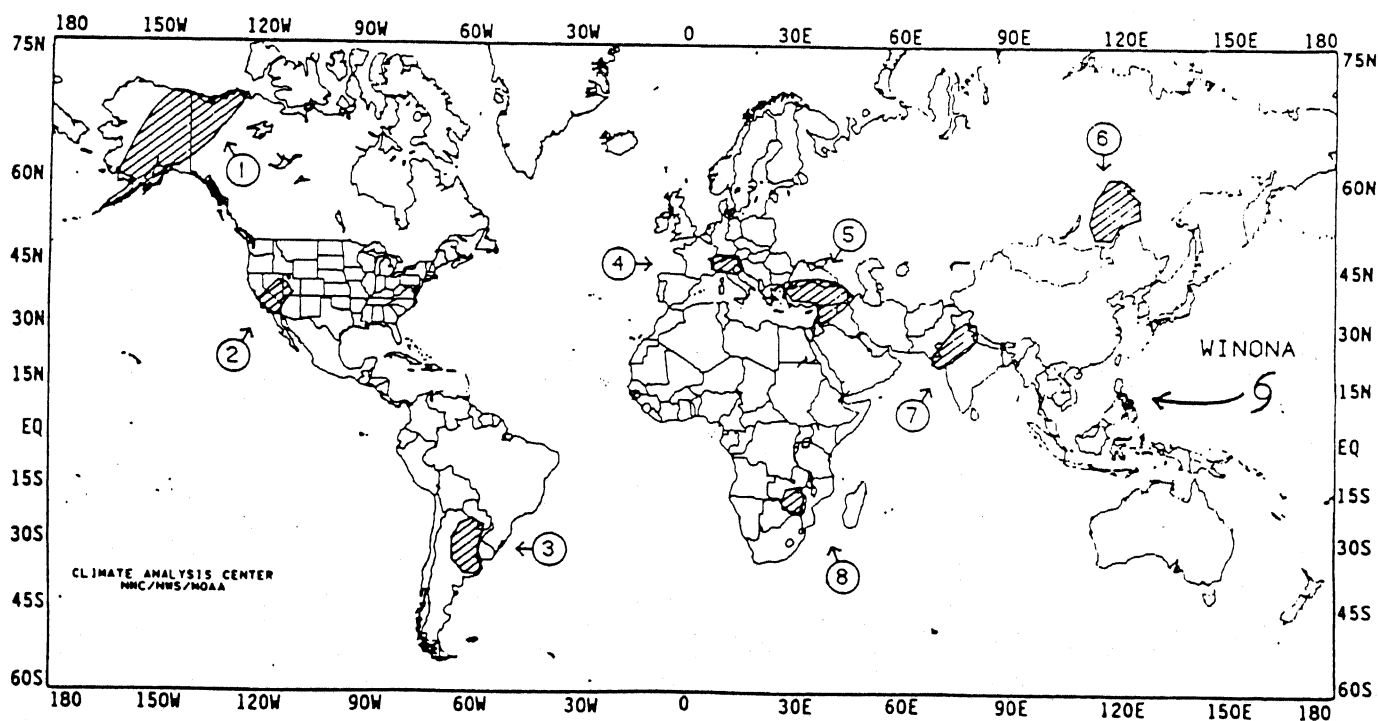 180 150W 120W 90W 60W 30W 0 30E 60E 90E 120E 150E 180
75N 75N
6
1
60N 60N
5
45N 4 45N
30N 30N
2 WINONA
15N 7 15N
EQ EQ
15S 15S
30S 3 30S
8
CLIMATE ANALYSIS CENTER
NMC/NWS/NOAA
45S 45S
60S 60S
180 150W 120W 90W 60W 30W 0 30E 60E 90E 120E 150E 180